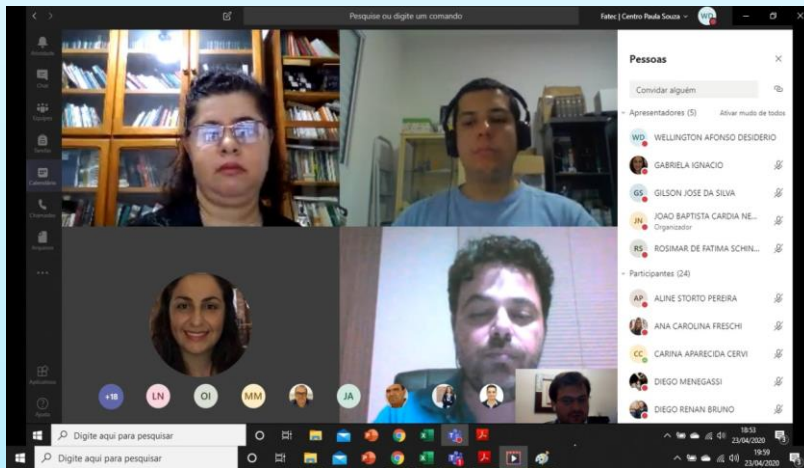 Pesquise ou digite um comando
Fatec | Centro Paula Souza
WD
Atividade
Chat
Equipes
Tarefas
Calendário
Chamadas
Arquivos
Aplicativos
Ajuda
Pessoas
Convidar alguém
Apresentadores (5)
Ativar mudo de todos
WD WELLINGTON AFONSO DESIDERIO
GABRIELA IGNACIO
GS GILSON JOSE DA SILVA
JN JOAO BAPTISTA CARDIA NE...
Organizador
RS ROSIMAR DE FATIMA SCHIN...
Participantes (24)
AP ALINE STORTO PEREIRA
ANA CAROLINA FRESCHI
CC CARINA APARECIDA CERVI
DIEGO MENEGASSI
DIEGO RENAN BRUNO
+18
LN
OI
MM
JA
Digite aqui para pesquisar
18:53
23/04/2020
Digite aqui para pesquisar
19:59
23/04/2020